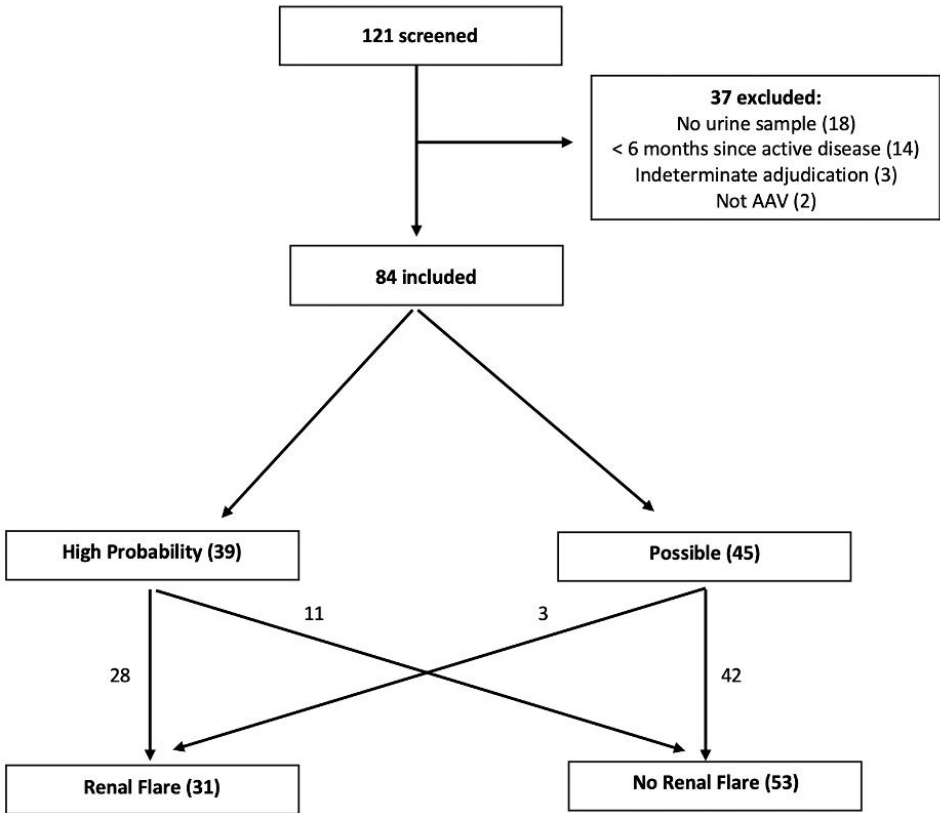 121 screened
37 excluded:
No urine sample (18)
< 6 months since active disease (14)
Indeterminate adjudication (3)
Not AAV (2)
84 included
High Probability (39)
Possible (45)
11
3
28
42
Renal Flare (31)
No Renal Flare (53)